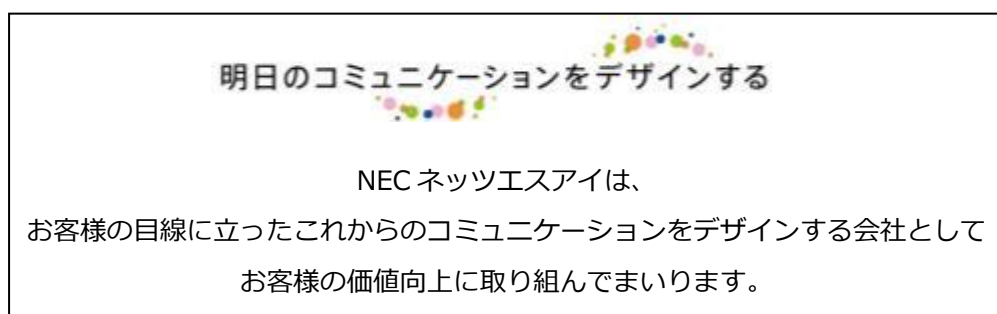 明日のコミュニケーションをデザインする
NECネッツエスアイは、
お客様の目線に立ったこれからのコミュニケーションをデザインする会社として
お客様の価値向上に取り組んでまいります。